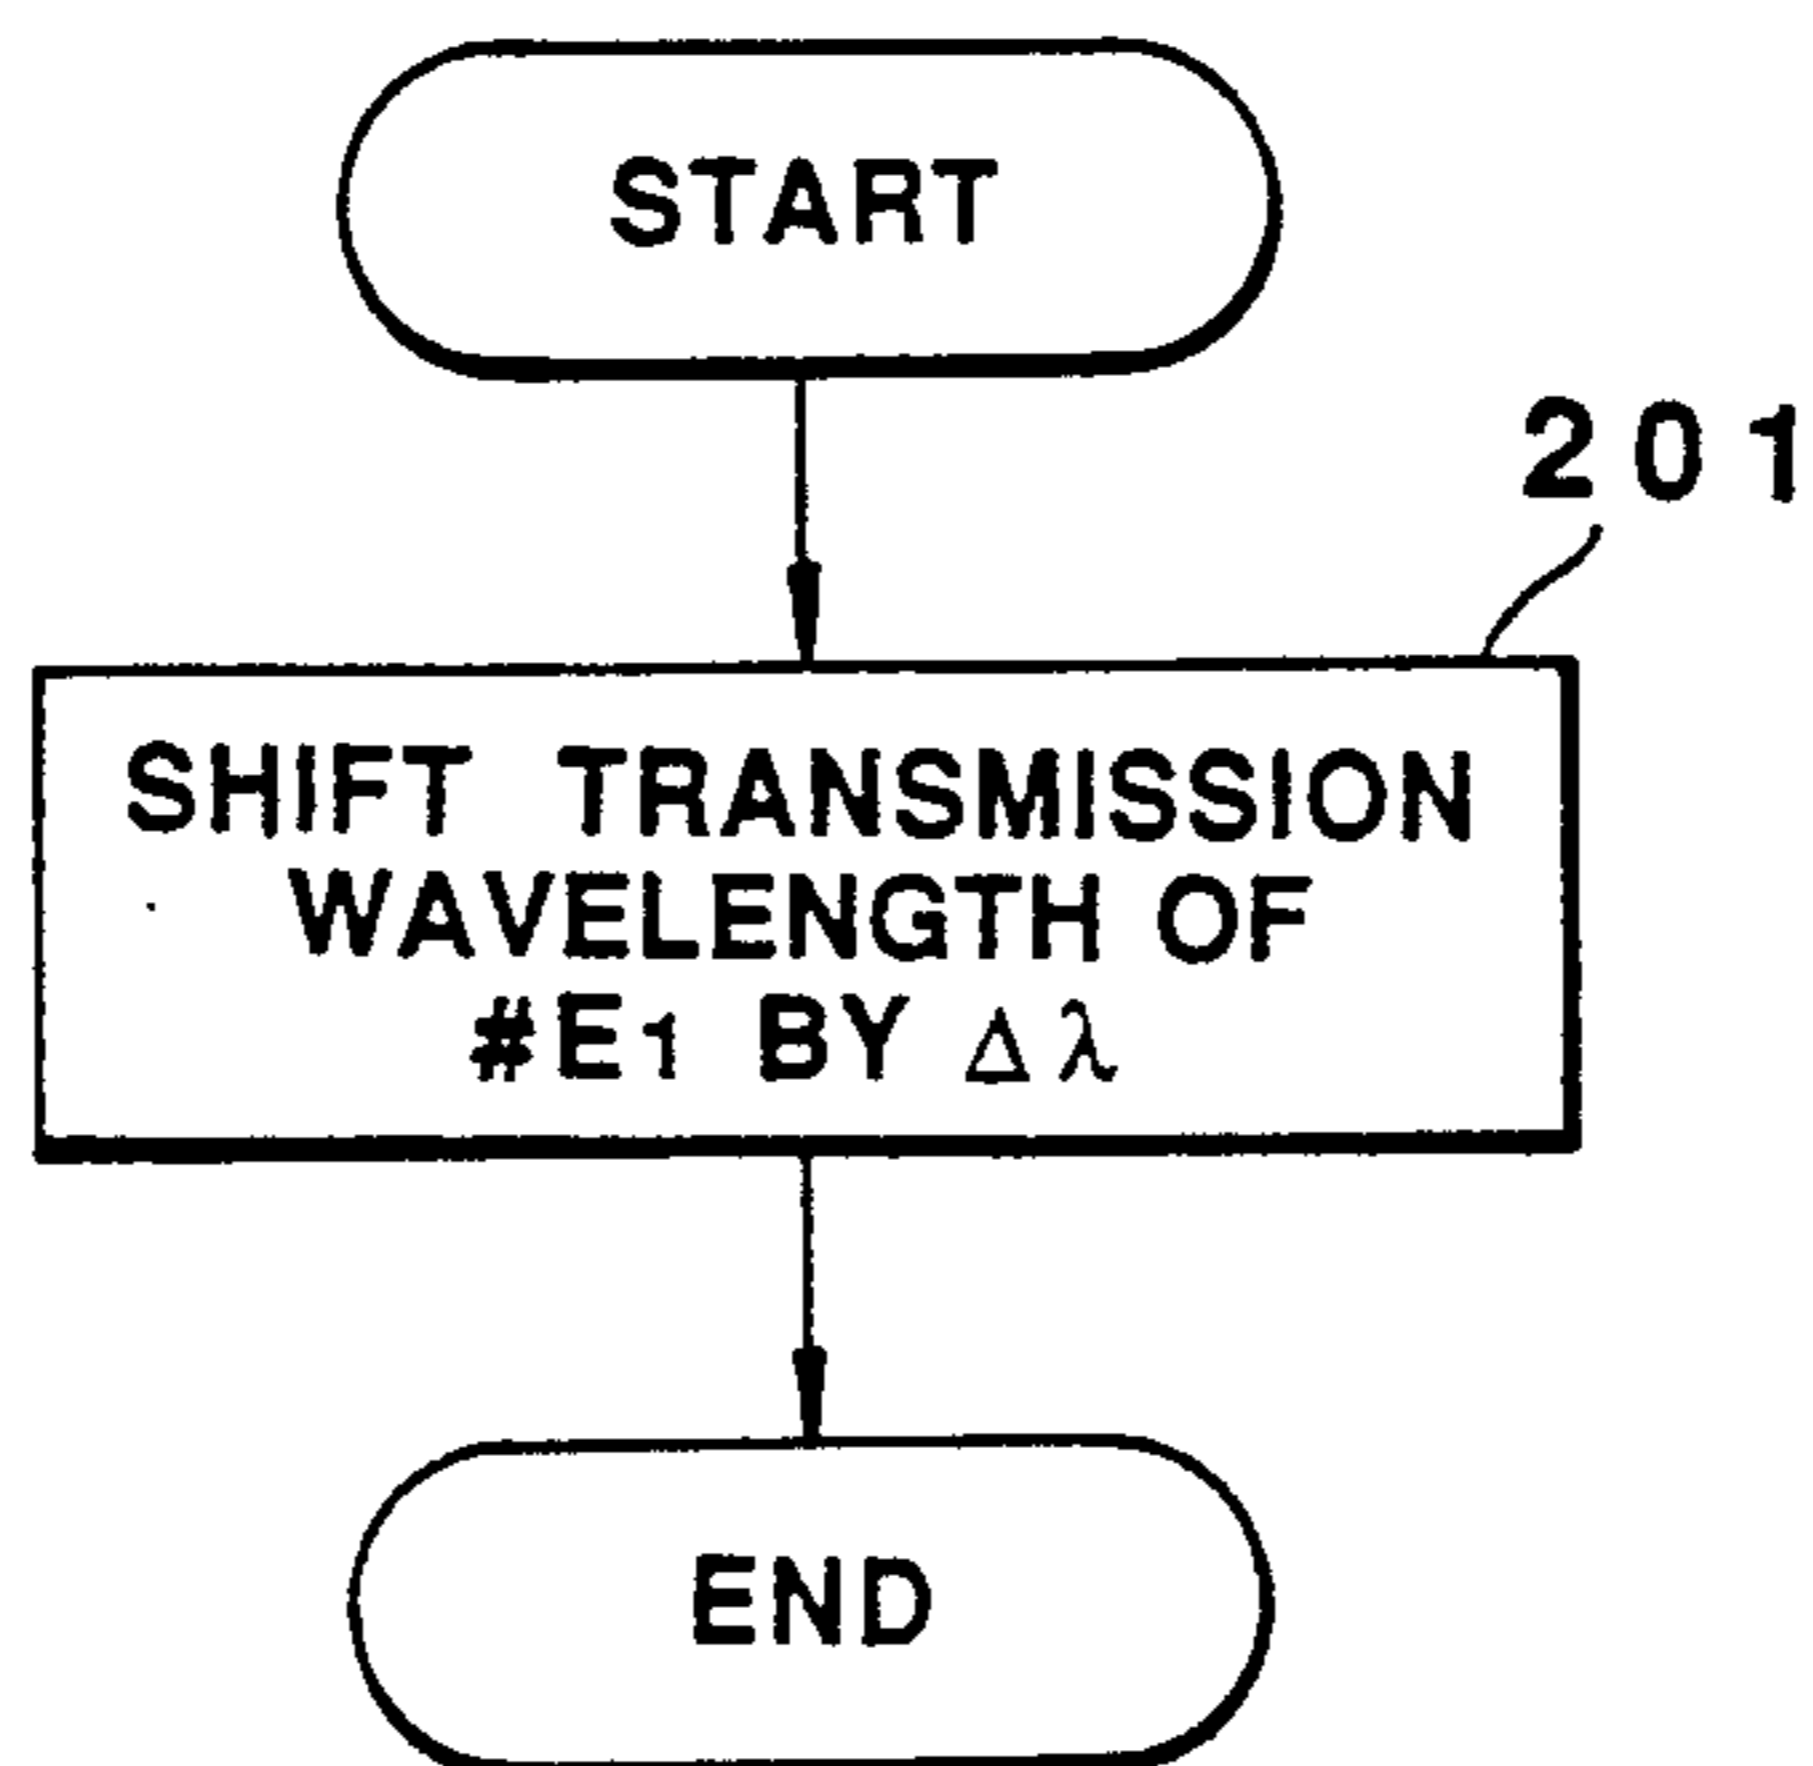 START
201
SHIFT TRANSMISSION
WAVELENGTH OF
#E1 BY Δλ
END